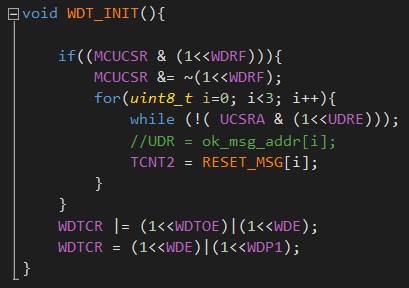 void WDT_INIT(){
if((MCUCSR & (1<<WDRF))){
MCUCSR &= ~(1<<WDRF);
for(uint8_t i=0; i<3; i++){
while (!( UCSRA & (1<<UDRE)));
//UDR = ok_msg_addr[i];
TCNT2 = RESET_MSG[i];
}
}
WDTCR |= (1<<WDTOE)|(1<<WDE);
WDTCR = (1<<WDE)|(1<<WDP1);
}